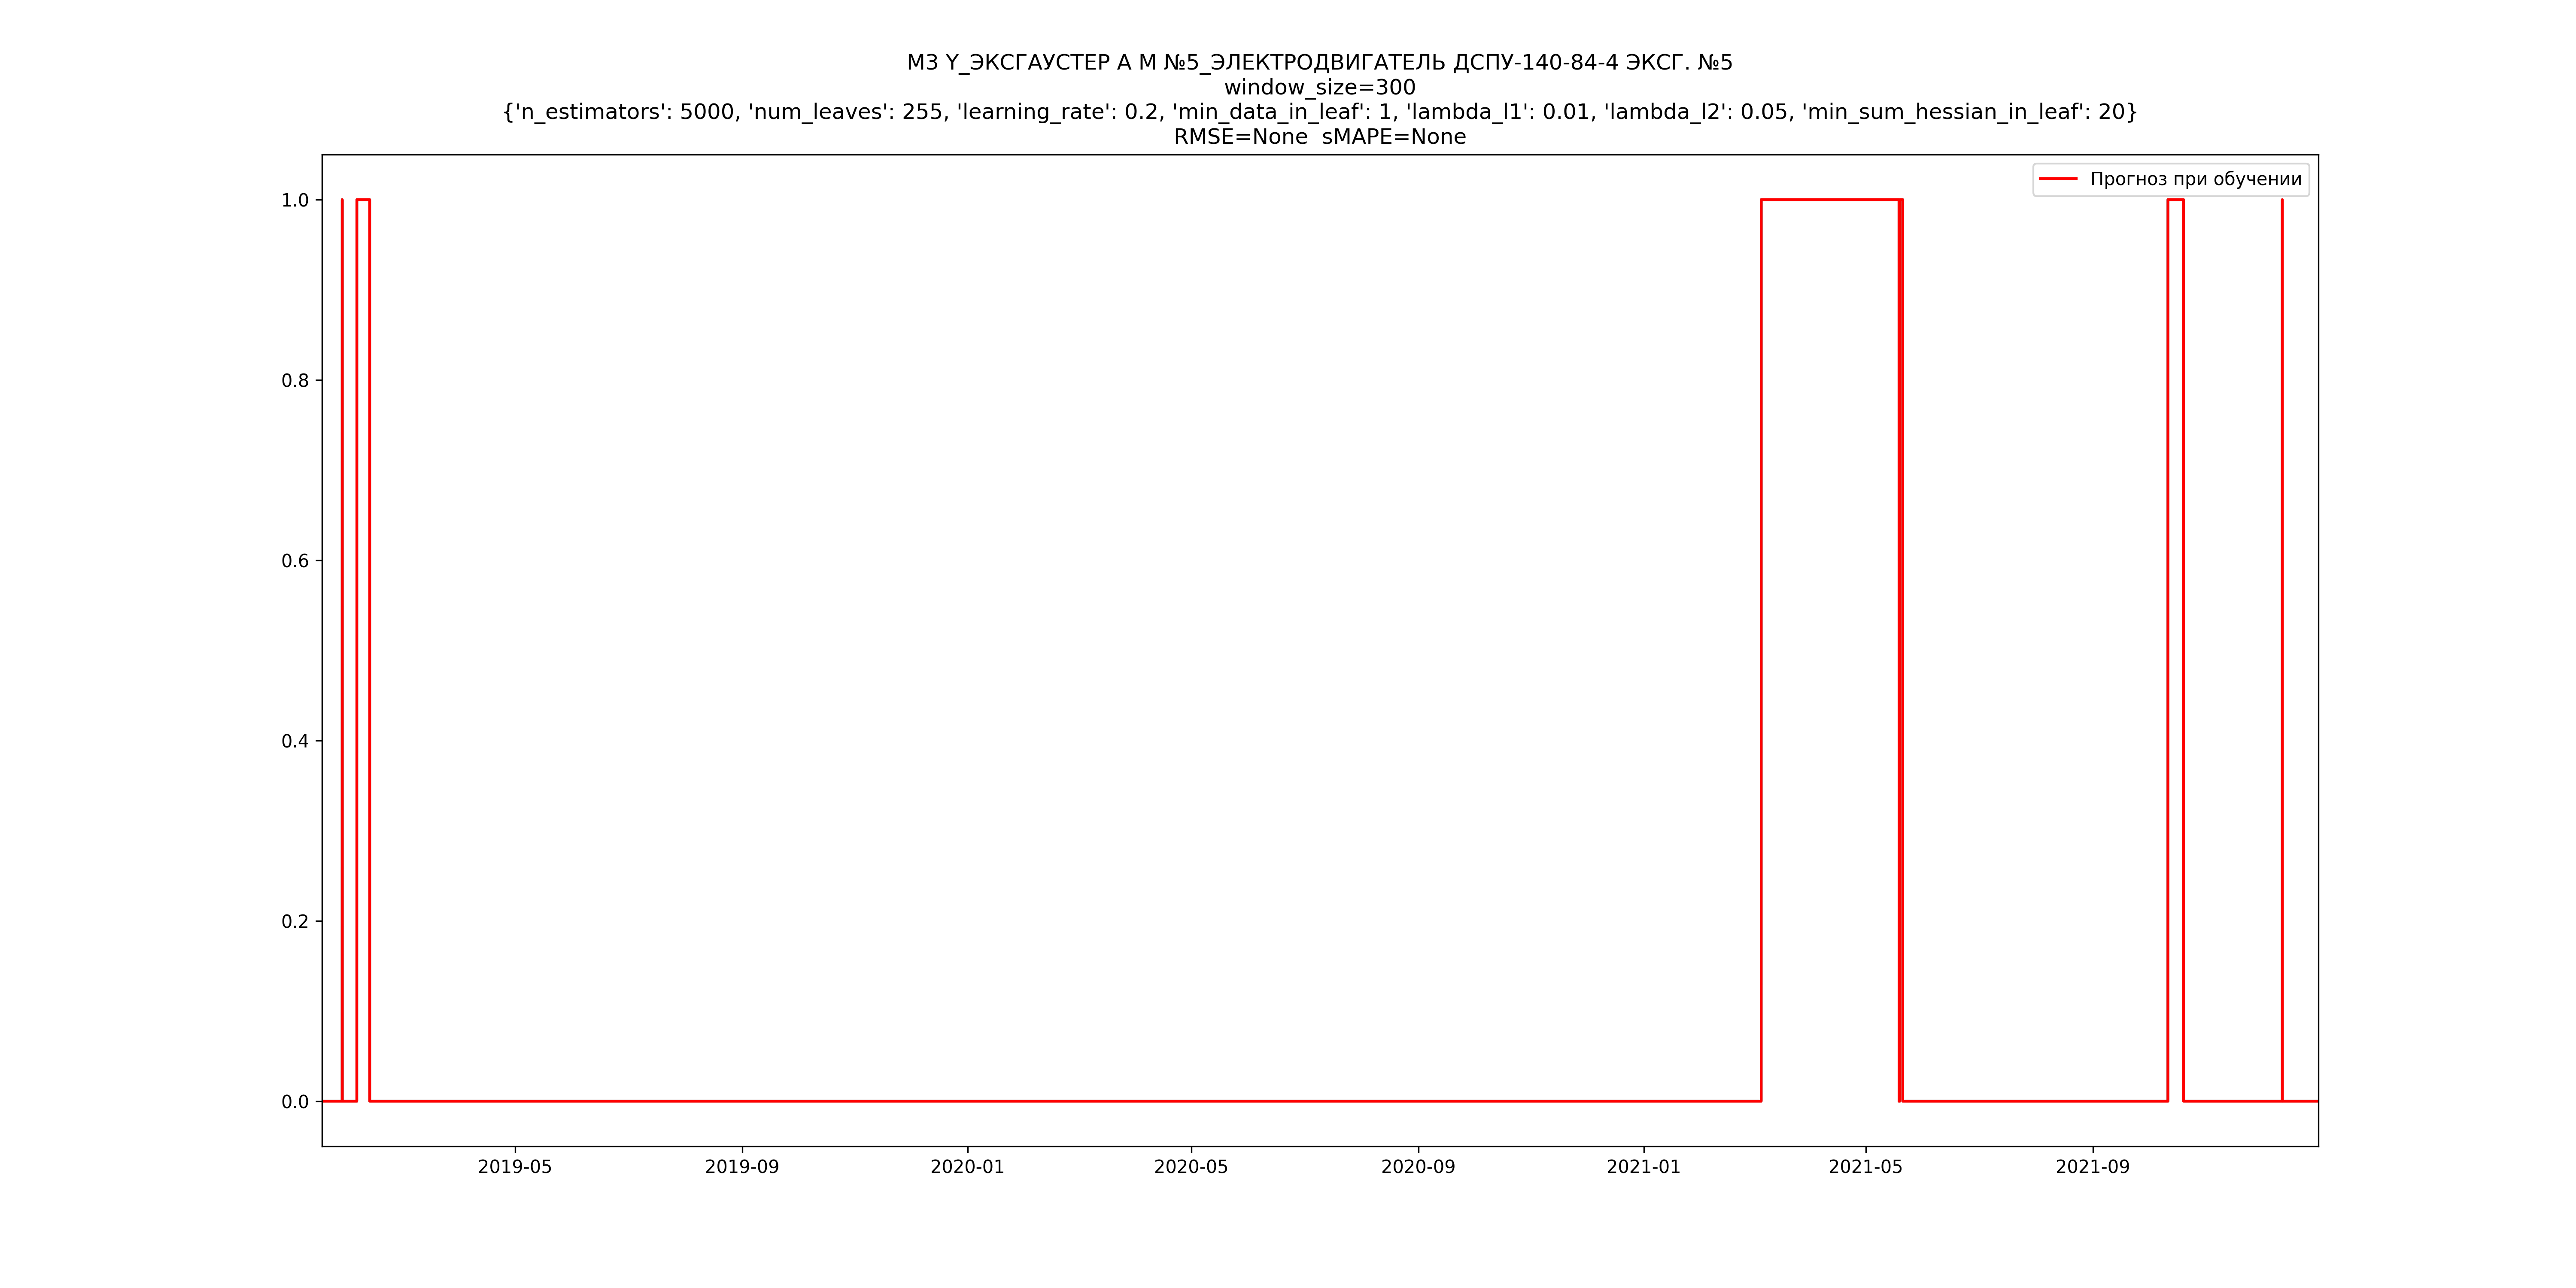 М3 Y_ЭКСГАУСТЕР А М №5_ЭЛЕКТРОДВИГАТЕЛЬ ДСПУ-140-84-4 ЭКСГ. №5
window_size=300
{'n_estimators': 5000, 'num_leaves': 255, 'learning_rate': 0.2, 'min_data_in_leaf': 1, 'lambda_l1': 0.01, 'lambda_l2': 0.05, 'min_sum_hessian_in_leaf': 20}
RMSE=None  sMAPE=None
Прогноз при обучении
1.0
0.8
0.6
0.4
0.2
0.0
2019-05 2019-09 2020-01 2020-05 2020-09 2021-01 2021-05 2021-09